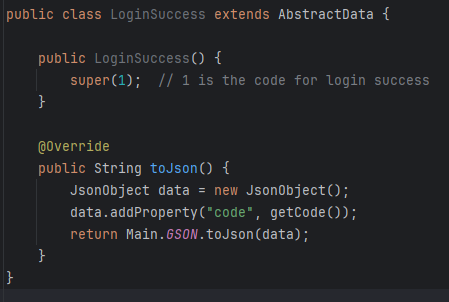 public class LoginSuccess extends AbstractData {
public LoginSuccess() {
super(1);  // 1 is the code for login success
}
@Override
public String toJson() {
JsonObject data = new JsonObject();
data.addProperty("code", getCode());
return Main.GSON.toJson(data);
}
}